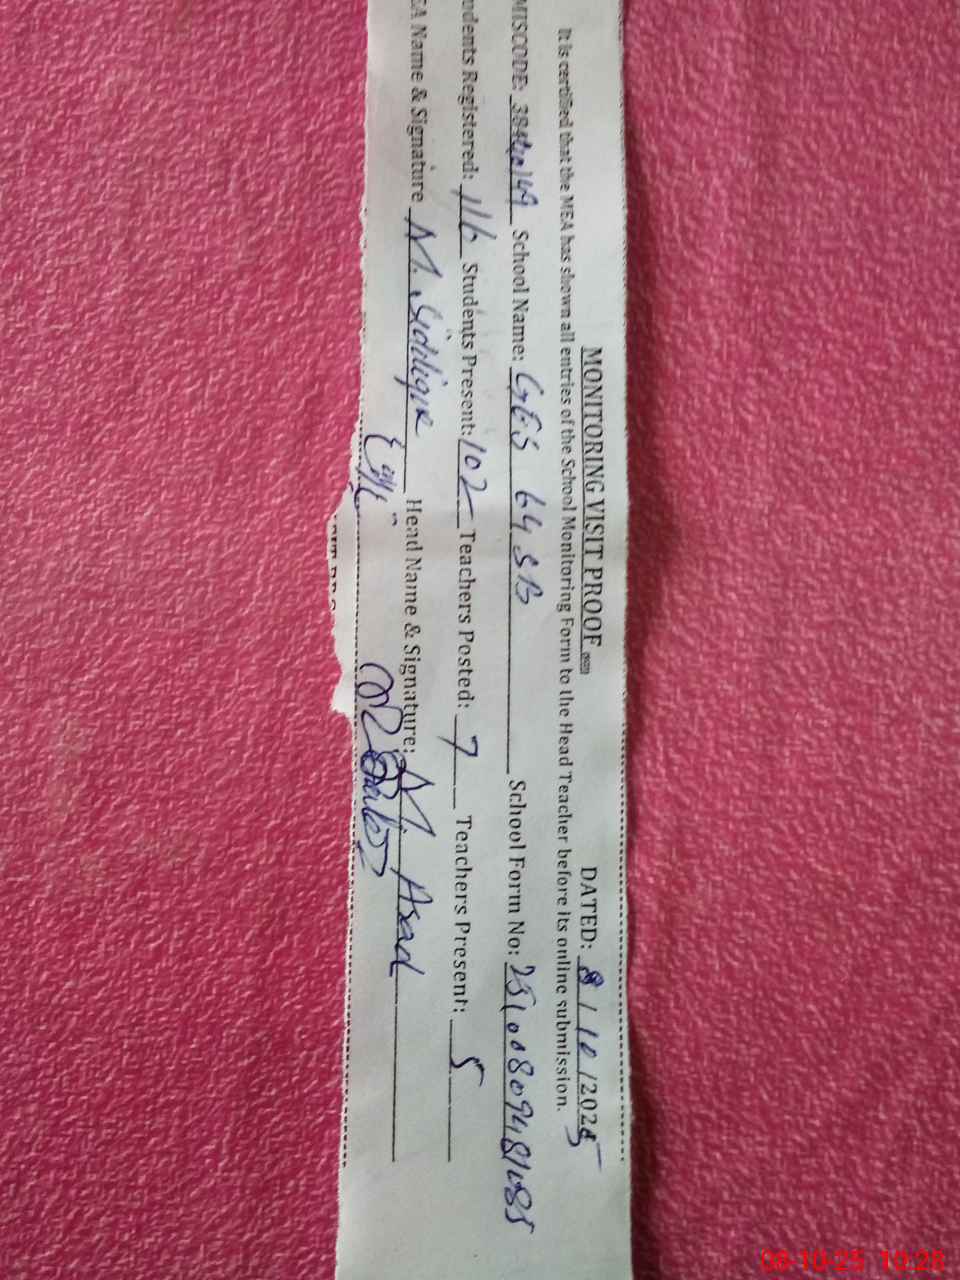 MONITORING VISIT PROOF DATED: 8/10/2025
It is certified that the MEA has shown all entries of the School Monitoring Form to the Head Teacher before its online submission.
MISCODE: School Name: GES 64 SB School Form No:
udents Registered: 116 Students Present: 102 Teachers Posted: 7 Teachers Present: 5
EA Name & Signature M. Siddique Head Name & Signature: M. Asad
08-10-25 10:28